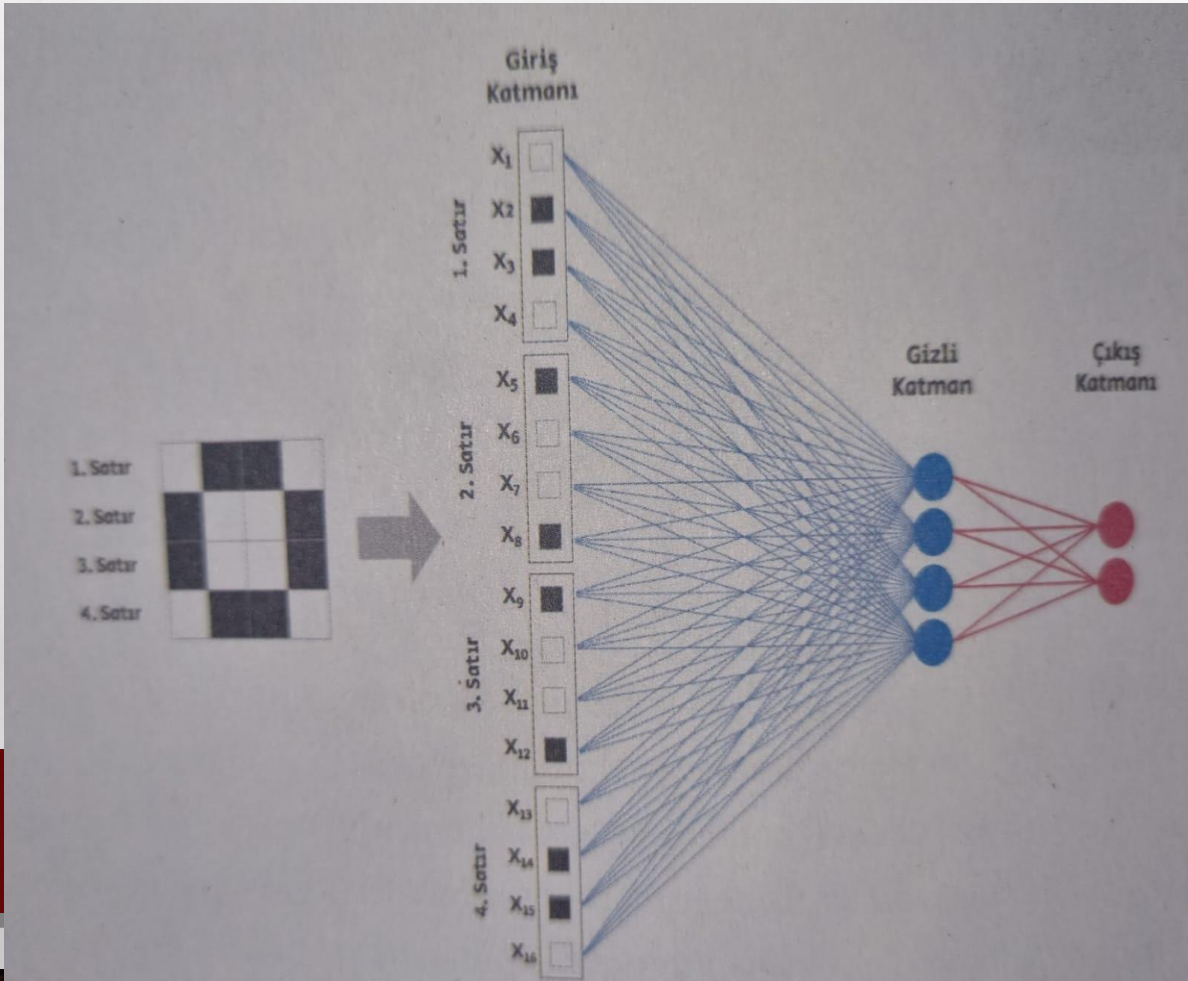 1. Satır
2. Satır
3. Satır
4. Satır
Giriş
Katmanı
1. Satır
X₁
X2
X₃
X₄
2. Satır
X₅
X₆
X₇
X₈
3. Satır
X₉
X₁₀
X₁₁
X₁₂
4. Satır
X₁₃
X₁₄
X₁₅
X₁₆
Gizli
Katman
Çıkış
Katmanı